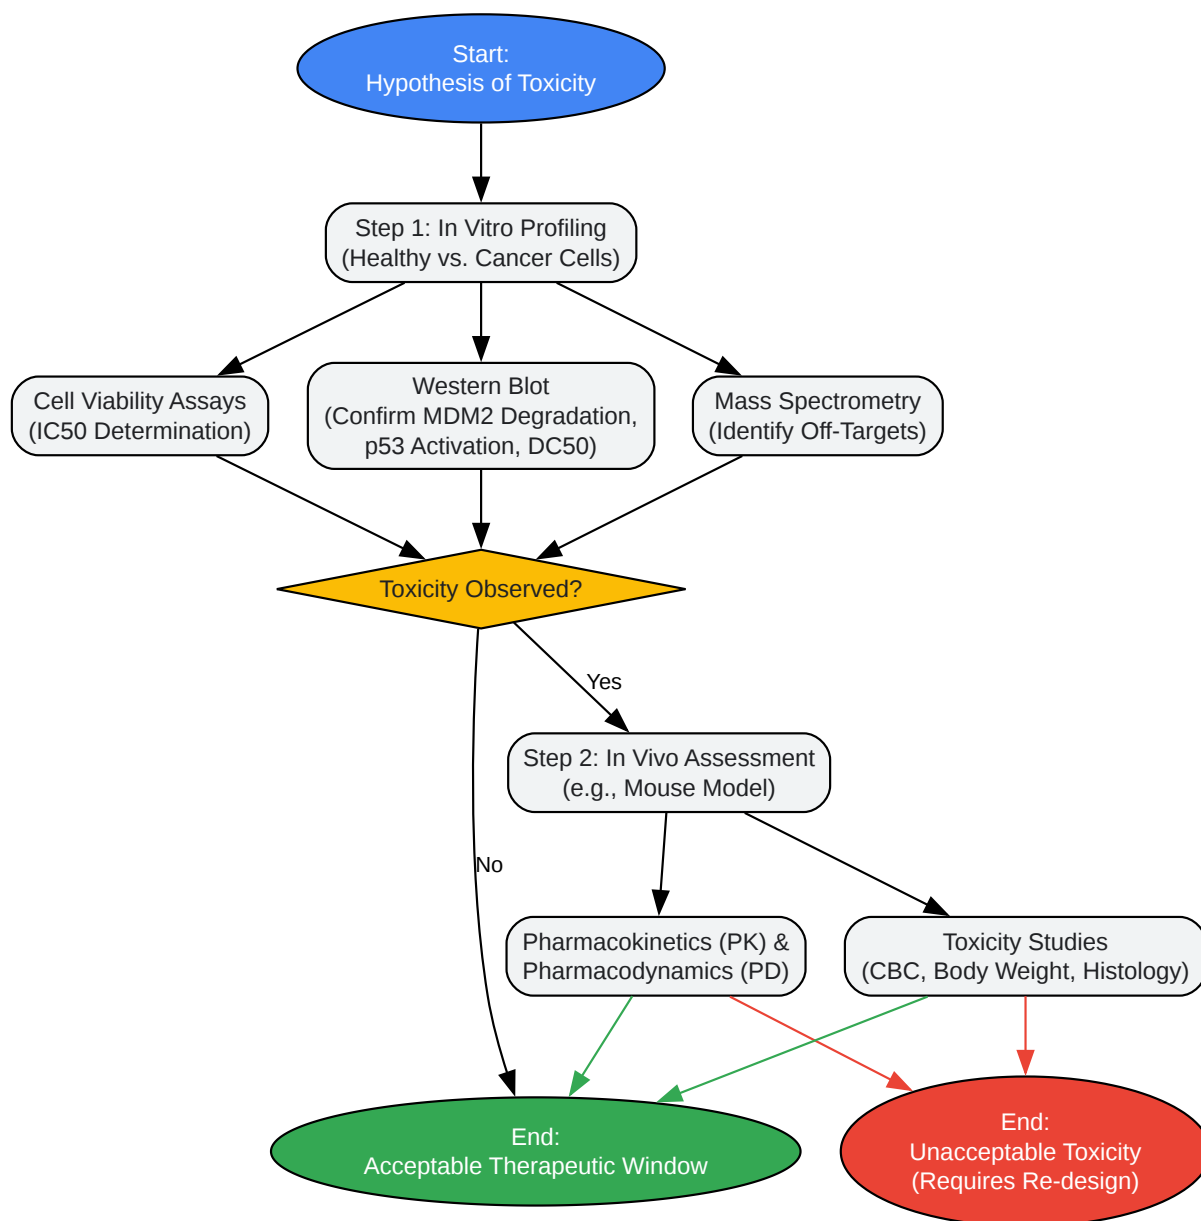 Start:
Hypothesis of Toxicity
Step 1: In Vitro Profiling
(Healthy vs. Cancer Cells)
Cell Viability Assays
(IC50 Determination)
Western Blot
(Confirm MDM2 Degradation,
p53 Activation, DC50)
Mass Spectrometry
(Identify Off-Targets)
Toxicity Observed?
Yes
Step 2: In Vivo Assessment
(e.g., Mouse Model)
No
Pharmacokinetics (PK) &
Pharmacodynamics (PD)
Toxicity Studies
(CBC, Body Weight, Histology)
End:
Acceptable Therapeutic Window
End:
Unacceptable Toxicity
(Requires Re-design)